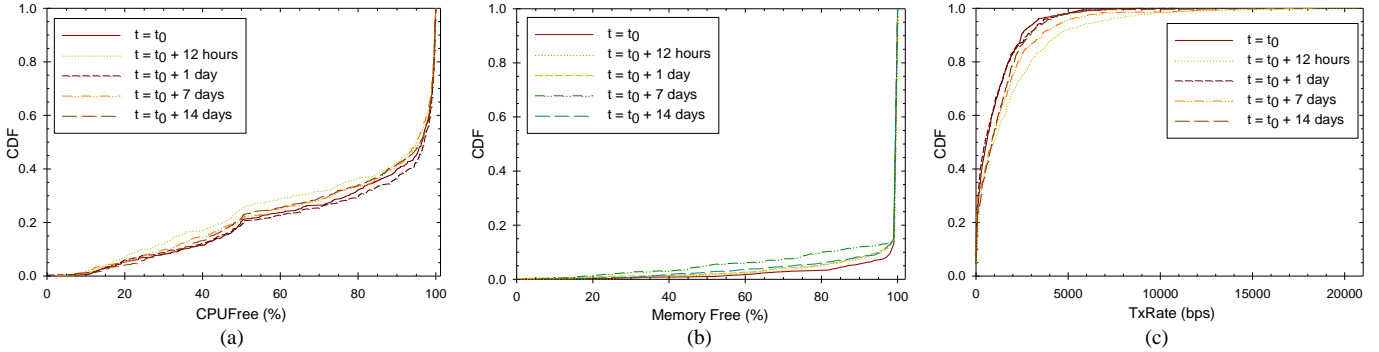 CDF
1.0
0.8
0.6
0.4
0.2
0.0
t = t0
t = t0 + 12 hours
t = t0 + 1 day
t = t0 + 7 days
t = t0 + 14 days
0 20 40 60 80 100
CPUFree (%)
(a)
CDF
1.0
0.8
0.6
0.4
0.2
0.0
t = t0
t = t0 + 12 hours
t = t0 + 1 day
t = t0 + 7 days
t = t0 + 14 days
0 20 40 60 80 100
Memory Free (%)
(b)
CDF
1.0
0.8
0.6
0.4
0.2
0.0
t = t0
t = t0 + 12 hours
t = t0 + 1 day
t = t0 + 7 days
t = t0 + 14 days
0 5000 10000 15000 20000
TxRate (bps)
(c)